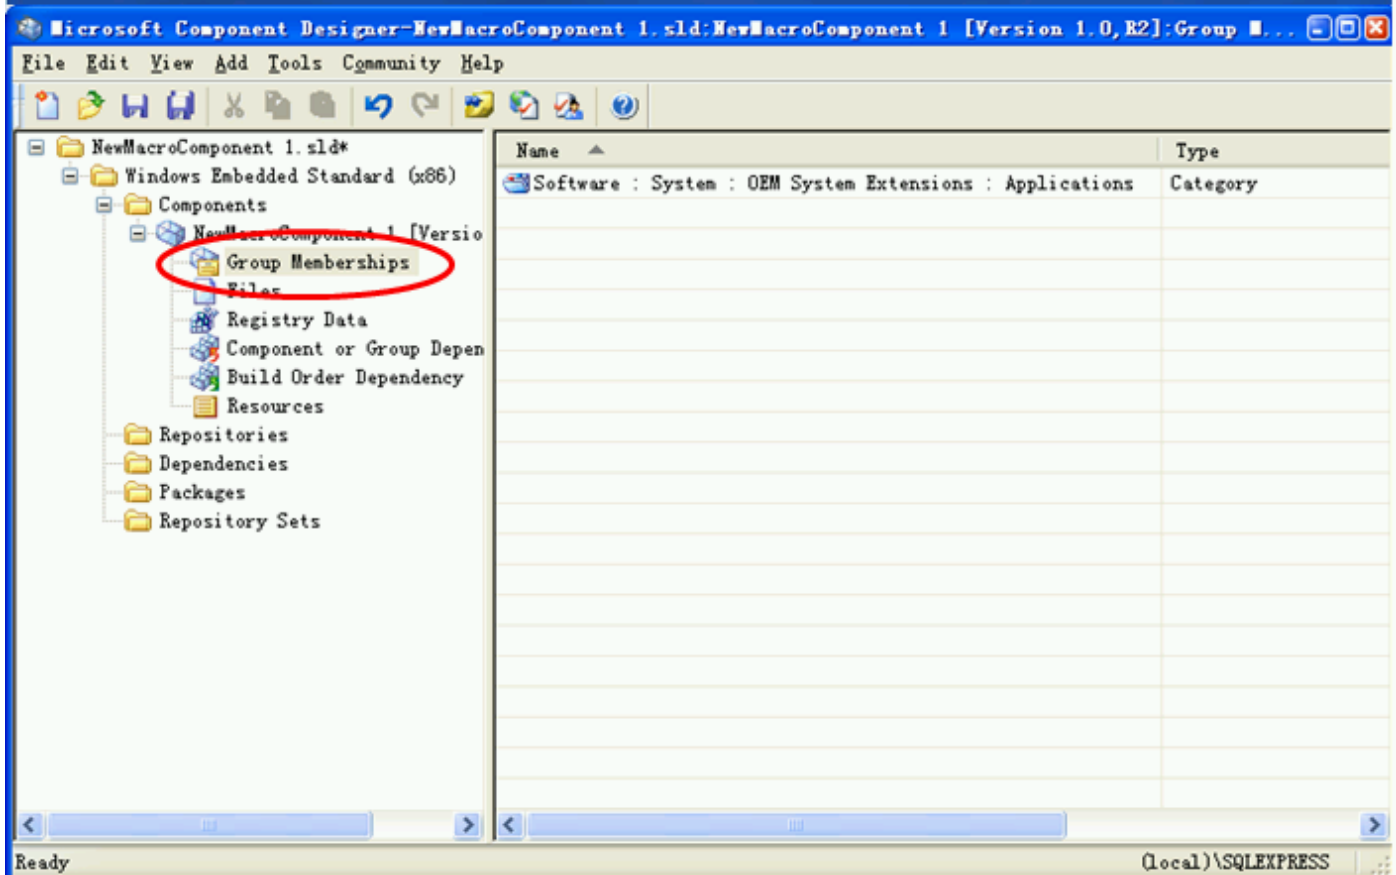 Microsoft Component Designer-NewMacroComponent 1.sld:NewMacroComponent 1 [Version 1.0,R2]:Group M...
File Edit View Add Tools Community Help
NewMacroComponent 1.sld*
Windows Embedded Standard (x86)
Components
NewMacroComponent 1 [Versio
Group Memberships
Files
Registry Data
Component or Group Depen
Build Order Dependency
Resources
Repositories
Dependencies
Packages
Repository Sets
Name Type
Software : System : OEM System Extensions : Applications Category
Ready (local)\SQLEXPRESS